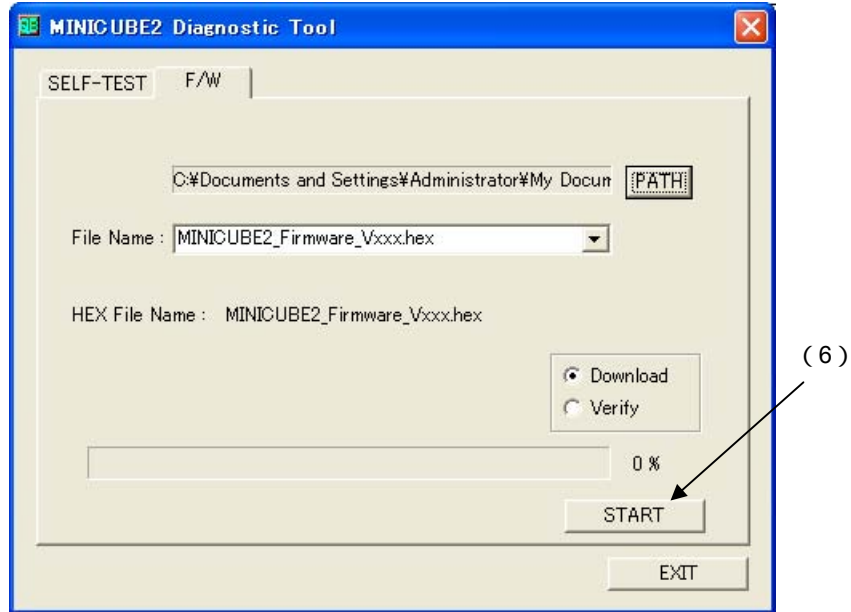 MINICUBE2 Diagnostic Tool
SELF-TEST F/W
C:¥Documents and Settings¥Administrator¥My Docum PATH
File Name : MINICUBE2_Firmware_Vxxx.hex
HEX File Name : MINICUBE2_Firmware_Vxxx.hex
(6)
Download
Verify
0 %
START
EXIT